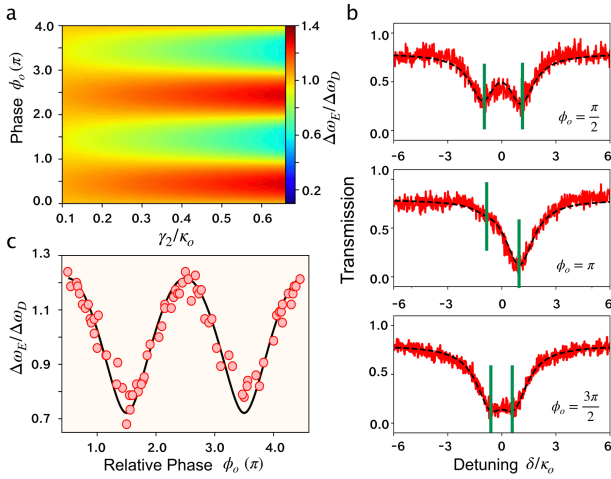 a
4.0
3.0
2.0
1.0
0.0
Phase ϕₒ (π)
0.1 0.2 0.3 0.4 0.5 0.6
γ₂/κₒ
1.4
1.0
0.6
0.2
Δω_E/Δω_D
b
1.0
0.5
0.0
ϕₒ = π/2
-6 -3 0 3 6
1.0
0.5
0.0
ϕₒ = π
-6 -3 0 3 6
1.0
0.5
0.0
ϕₒ = 3π/2
-6 -3 0 3 6
Transmission
Detuning δ/κₒ
c
1.3
1.1
0.9
0.7
Δω_E/Δω_D
1.0 2.0 3.0 4.0
Relative Phase ϕₒ (π)